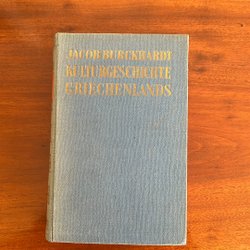 JACOB BURCKHARDT
KULTURGESCHICHTE
GRIECHENLANDS